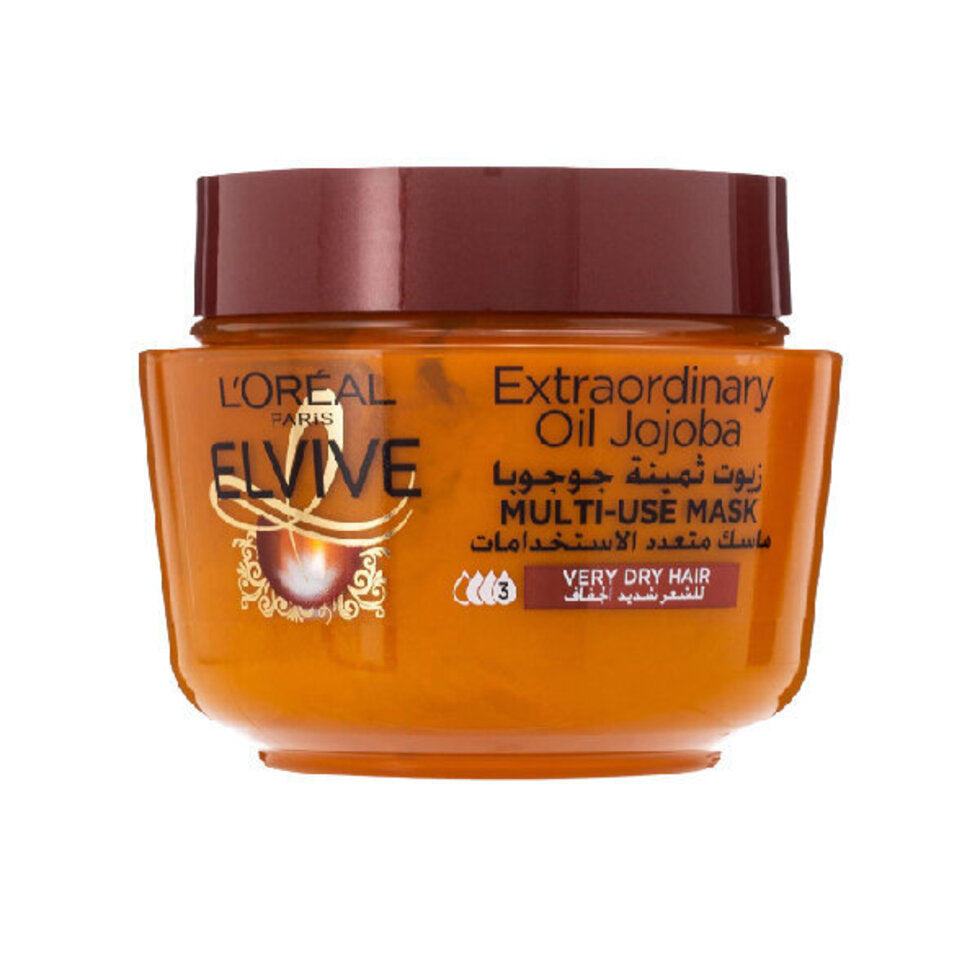 L'ORÉAL
PARIS
ELVIVE
Extraordinary
Oil Jojoba
زيوت ثمينة جوجوبا
MULTI-USE MASK
ماسك متعدد الاستخدامات
3
VERY DRY HAIR
للشعر شديد الجفاف